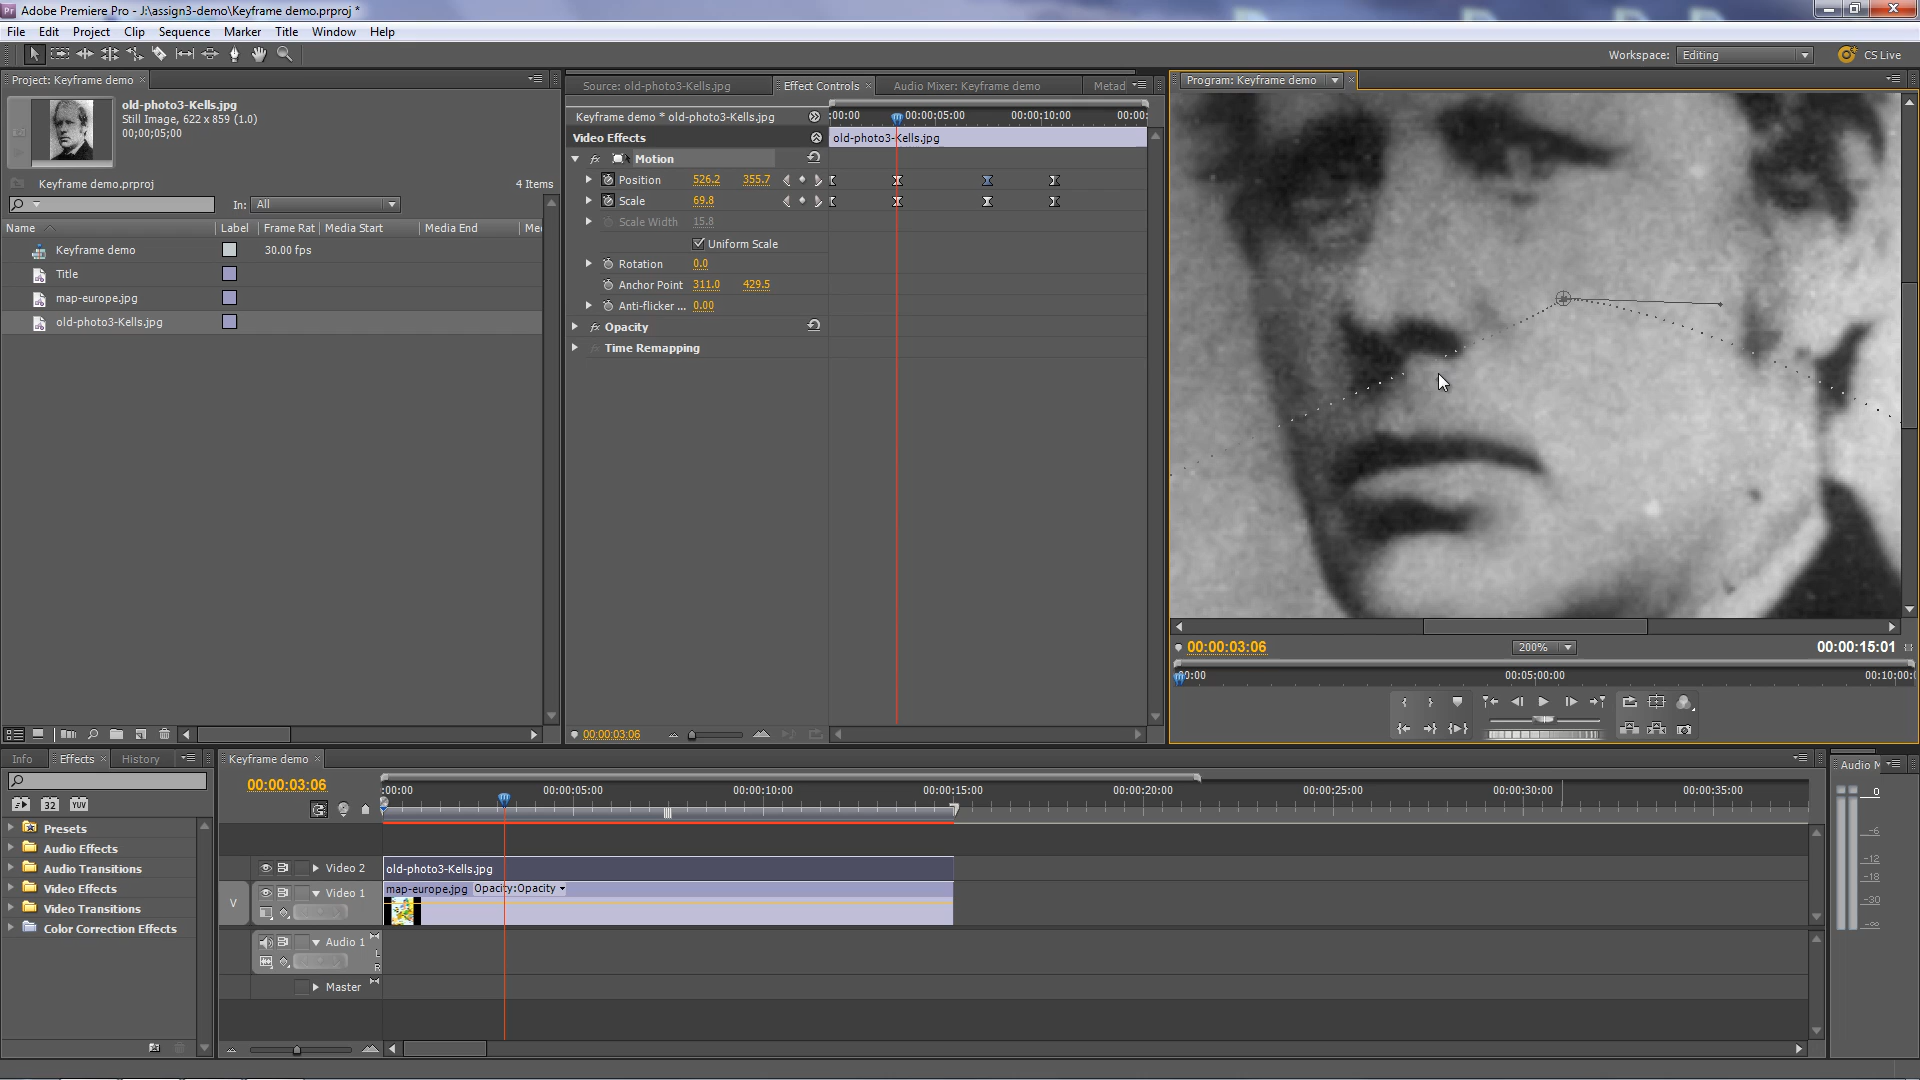 Adobe Premiere Pro - J:\assign3-demo\Keyframe demo.prproj *
File Edit Project Clip Sequence Marker Title Window Help
Workspace: Editing CS Live
Project: Keyframe demo
old-photo3-Kells.jpg
Still Image, 622 x 859 (1.0)
00;00;05;00
Keyframe demo.prproj 4 Items
In: All
Name Label Frame Rat Media Start Media End Me
Keyframe demo 30.00 fps
Title
map-europe.jpg
old-photo3-Kells.jpg
Source: old-photo3-Kells.jpg Effect Controls Audio Mixer: Keyframe demo Metad
Keyframe demo * old-photo3-Kells.jpg :00:00 00:00:05:00 00:00:10:00 00:00:
Video Effects old-photo3-Kells.jpg
fx Motion
Position 526.2 355.7
Scale 69.8
Scale Width 15.8
Uniform Scale
Rotation 0.0
Anchor Point 311.0 429.5
Anti-flicker ... 0.00
fx Opacity
Time Remapping
00:00:03:06
Program: Keyframe demo
00:00:03:06 200% 00:00:15:01
00:00 00:05:00:00 00:10:00:
Info Effects History
32 YUV
Presets
Audio Effects
Audio Transitions
Video Effects
Video Transitions
Color Correction Effects
Keyframe demo
00:00:03:06
:00:00 00:00:05:00 00:00:10:00 00:00:15:00 00:00:20:00 00:00:25:00 00:00:30:00 00:00:35:00
Video 2 old-photo3-Kells.jpg
V Video 1 map-europe.jpg Opacity:Opacity
Audio 1
L
R
Master
Audio M
0
-6
-12
-18
-30
-∞